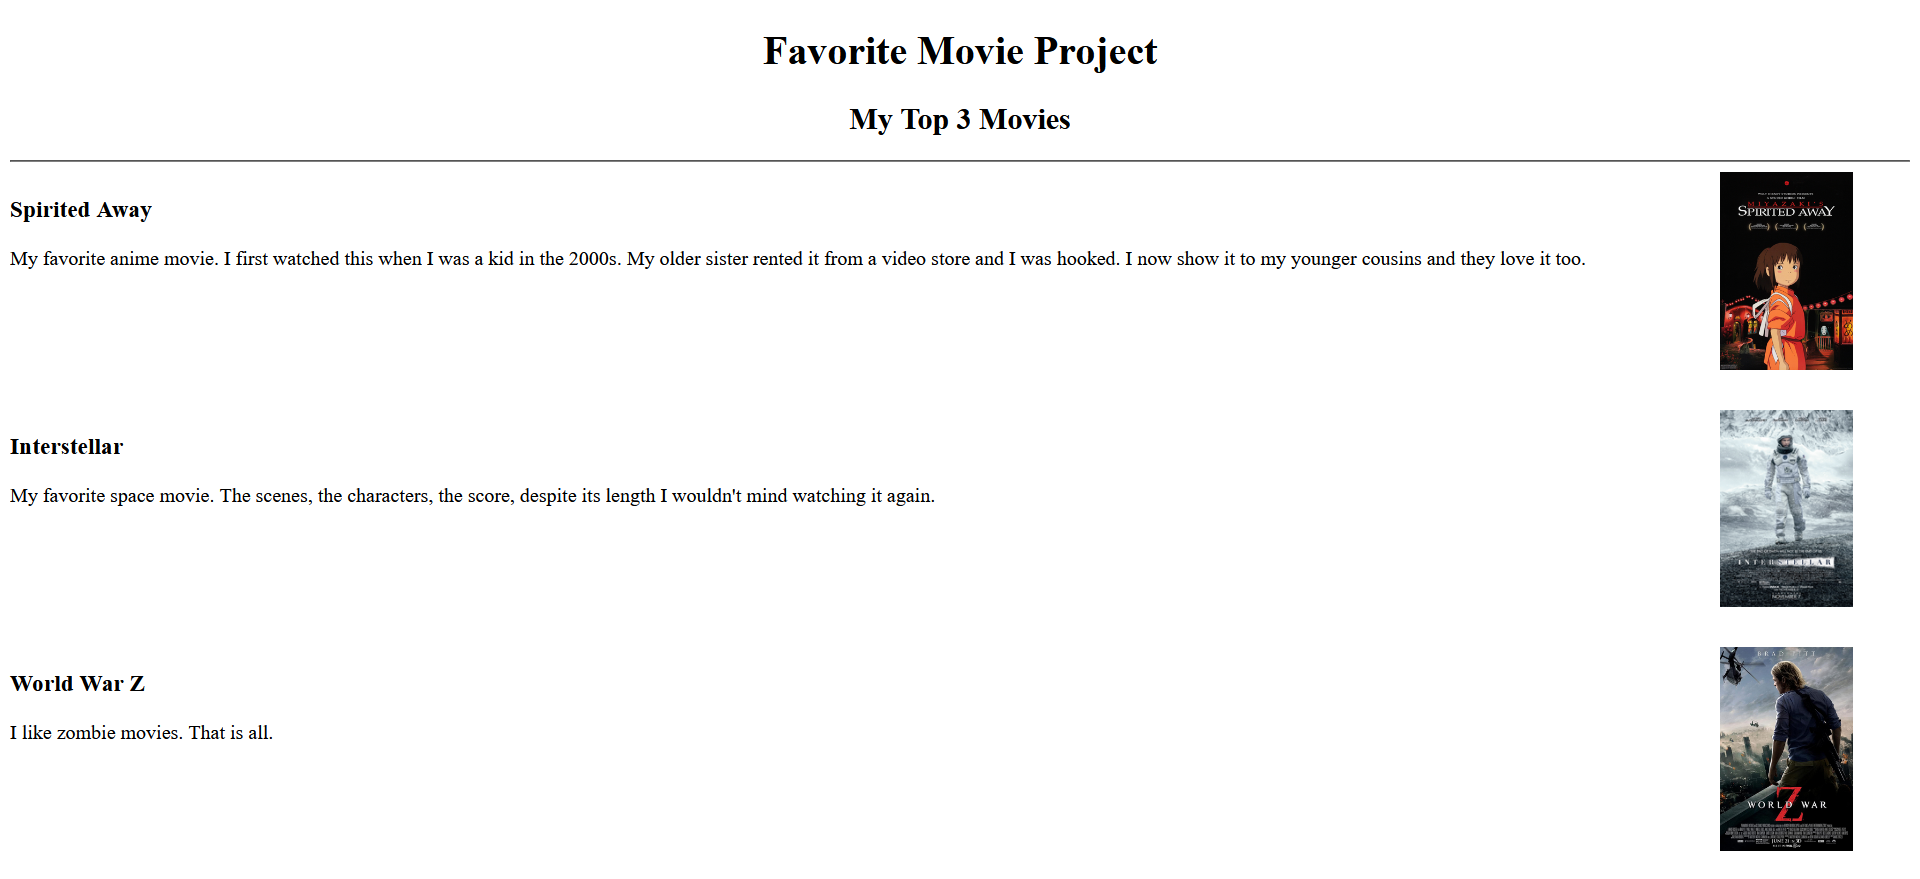 Favorite Movie Project
My Top 3 Movies
Spirited Away
My favorite anime movie. I first watched this when I was a kid in the 2000s. My older sister rented it from a video store and I was hooked. I now show it to my younger cousins and they love it too.
MIYAZAKI'S
SPIRITED AWAY
Interstellar
My favorite space movie. The scenes, the characters, the score, despite its length I wouldn't mind watching it again.
INTERSTELLAR
World War Z
I like zombie movies. That is all.
BRAD PITT
WORLD WAR
Z